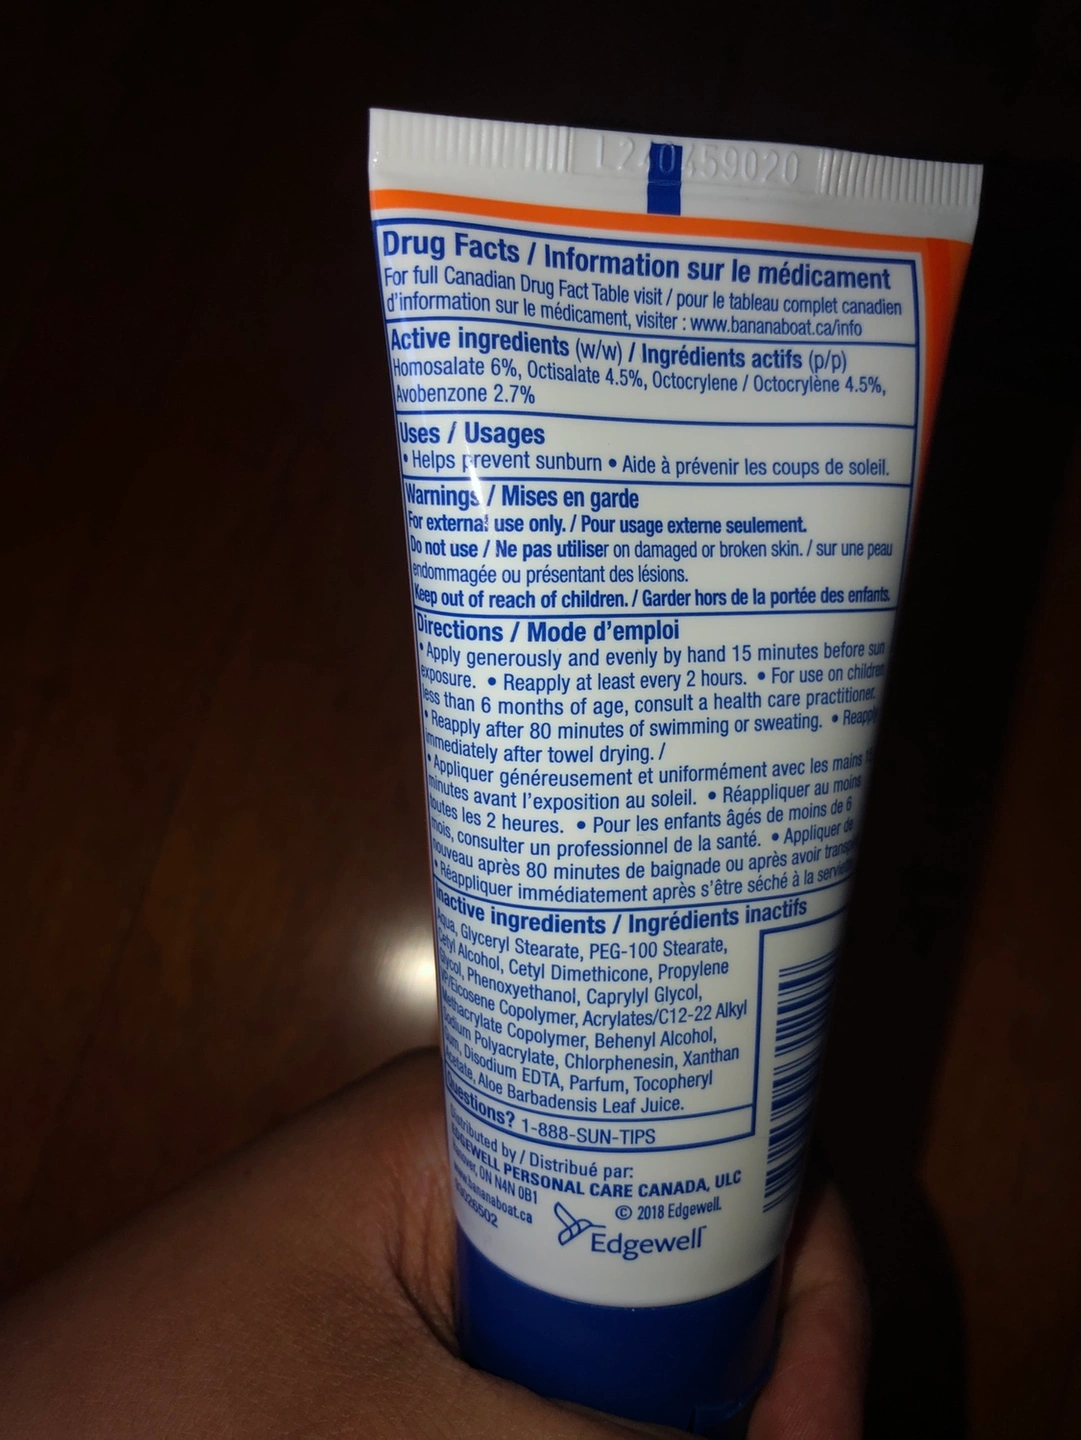 L240459020
Drug Facts / Information sur le médicament
For full Canadian Drug Fact Table visit / pour le tableau complet canadien
d'information sur le médicament, visiter : www.bananaboat.ca/info
Active ingredients (w/w) / Ingrédients actifs (p/p)
Homosalate 6%, Octisalate 4.5%, Octocrylene / Octocrylène 4.5%,
Avobenzone 2.7%
Uses / Usages
• Helps prevent sunburn • Aide à prévenir les coups de soleil.
Warnings / Mises en garde
For external use only. / Pour usage externe seulement.
Do not use / Ne pas utiliser on damaged or broken skin. / sur une peau
endommagée ou présentant des lésions.
Keep out of reach of children. / Garder hors de la portée des enfants.
Directions / Mode d'emploi
• Apply generously and evenly by hand 15 minutes before sun
exposure. • Reapply at least every 2 hours. • For use on children
less than 6 months of age, consult a health care practitioner.
• Reapply after 80 minutes of swimming or sweating. • Reapply
immediately after towel drying. /
• Appliquer généreusement et uniformément avec les mains 15
minutes avant l'exposition au soleil. • Réappliquer au moins
toutes les 2 heures. • Pour les enfants âgés de moins de 6
mois, consulter un professionnel de la santé. • Appliquer de
nouveau après 80 minutes de baignade ou après avoir
• Réappliquer immédiatement après s'être séché à la
Inactive ingredients / Ingrédients inactifs
Aqua, Glyceryl Stearate, PEG-100 Stearate,
Cetyl Alcohol, Cetyl Dimethicone, Propylene
Glycol, Phenoxyethanol, Caprylyl Glycol,
VP/Eicosene Copolymer, Acrylates/C12-22 Alkyl
Methacrylate Copolymer, Behenyl Alcohol,
Sodium Polyacrylate, Chlorphenesin, Xanthan
Gum, Disodium EDTA, Parfum, Tocopheryl
Acetate, Aloe Barbadensis Leaf Juice.
Questions? 1-888-SUN-TIPS
Distributed by / Distribué par:
EDGEWELL PERSONAL CARE CANADA, ULC
Hanover, ON N4N 0B1
www.bananaboat.ca
© 2018 Edgewell.
Edgewell